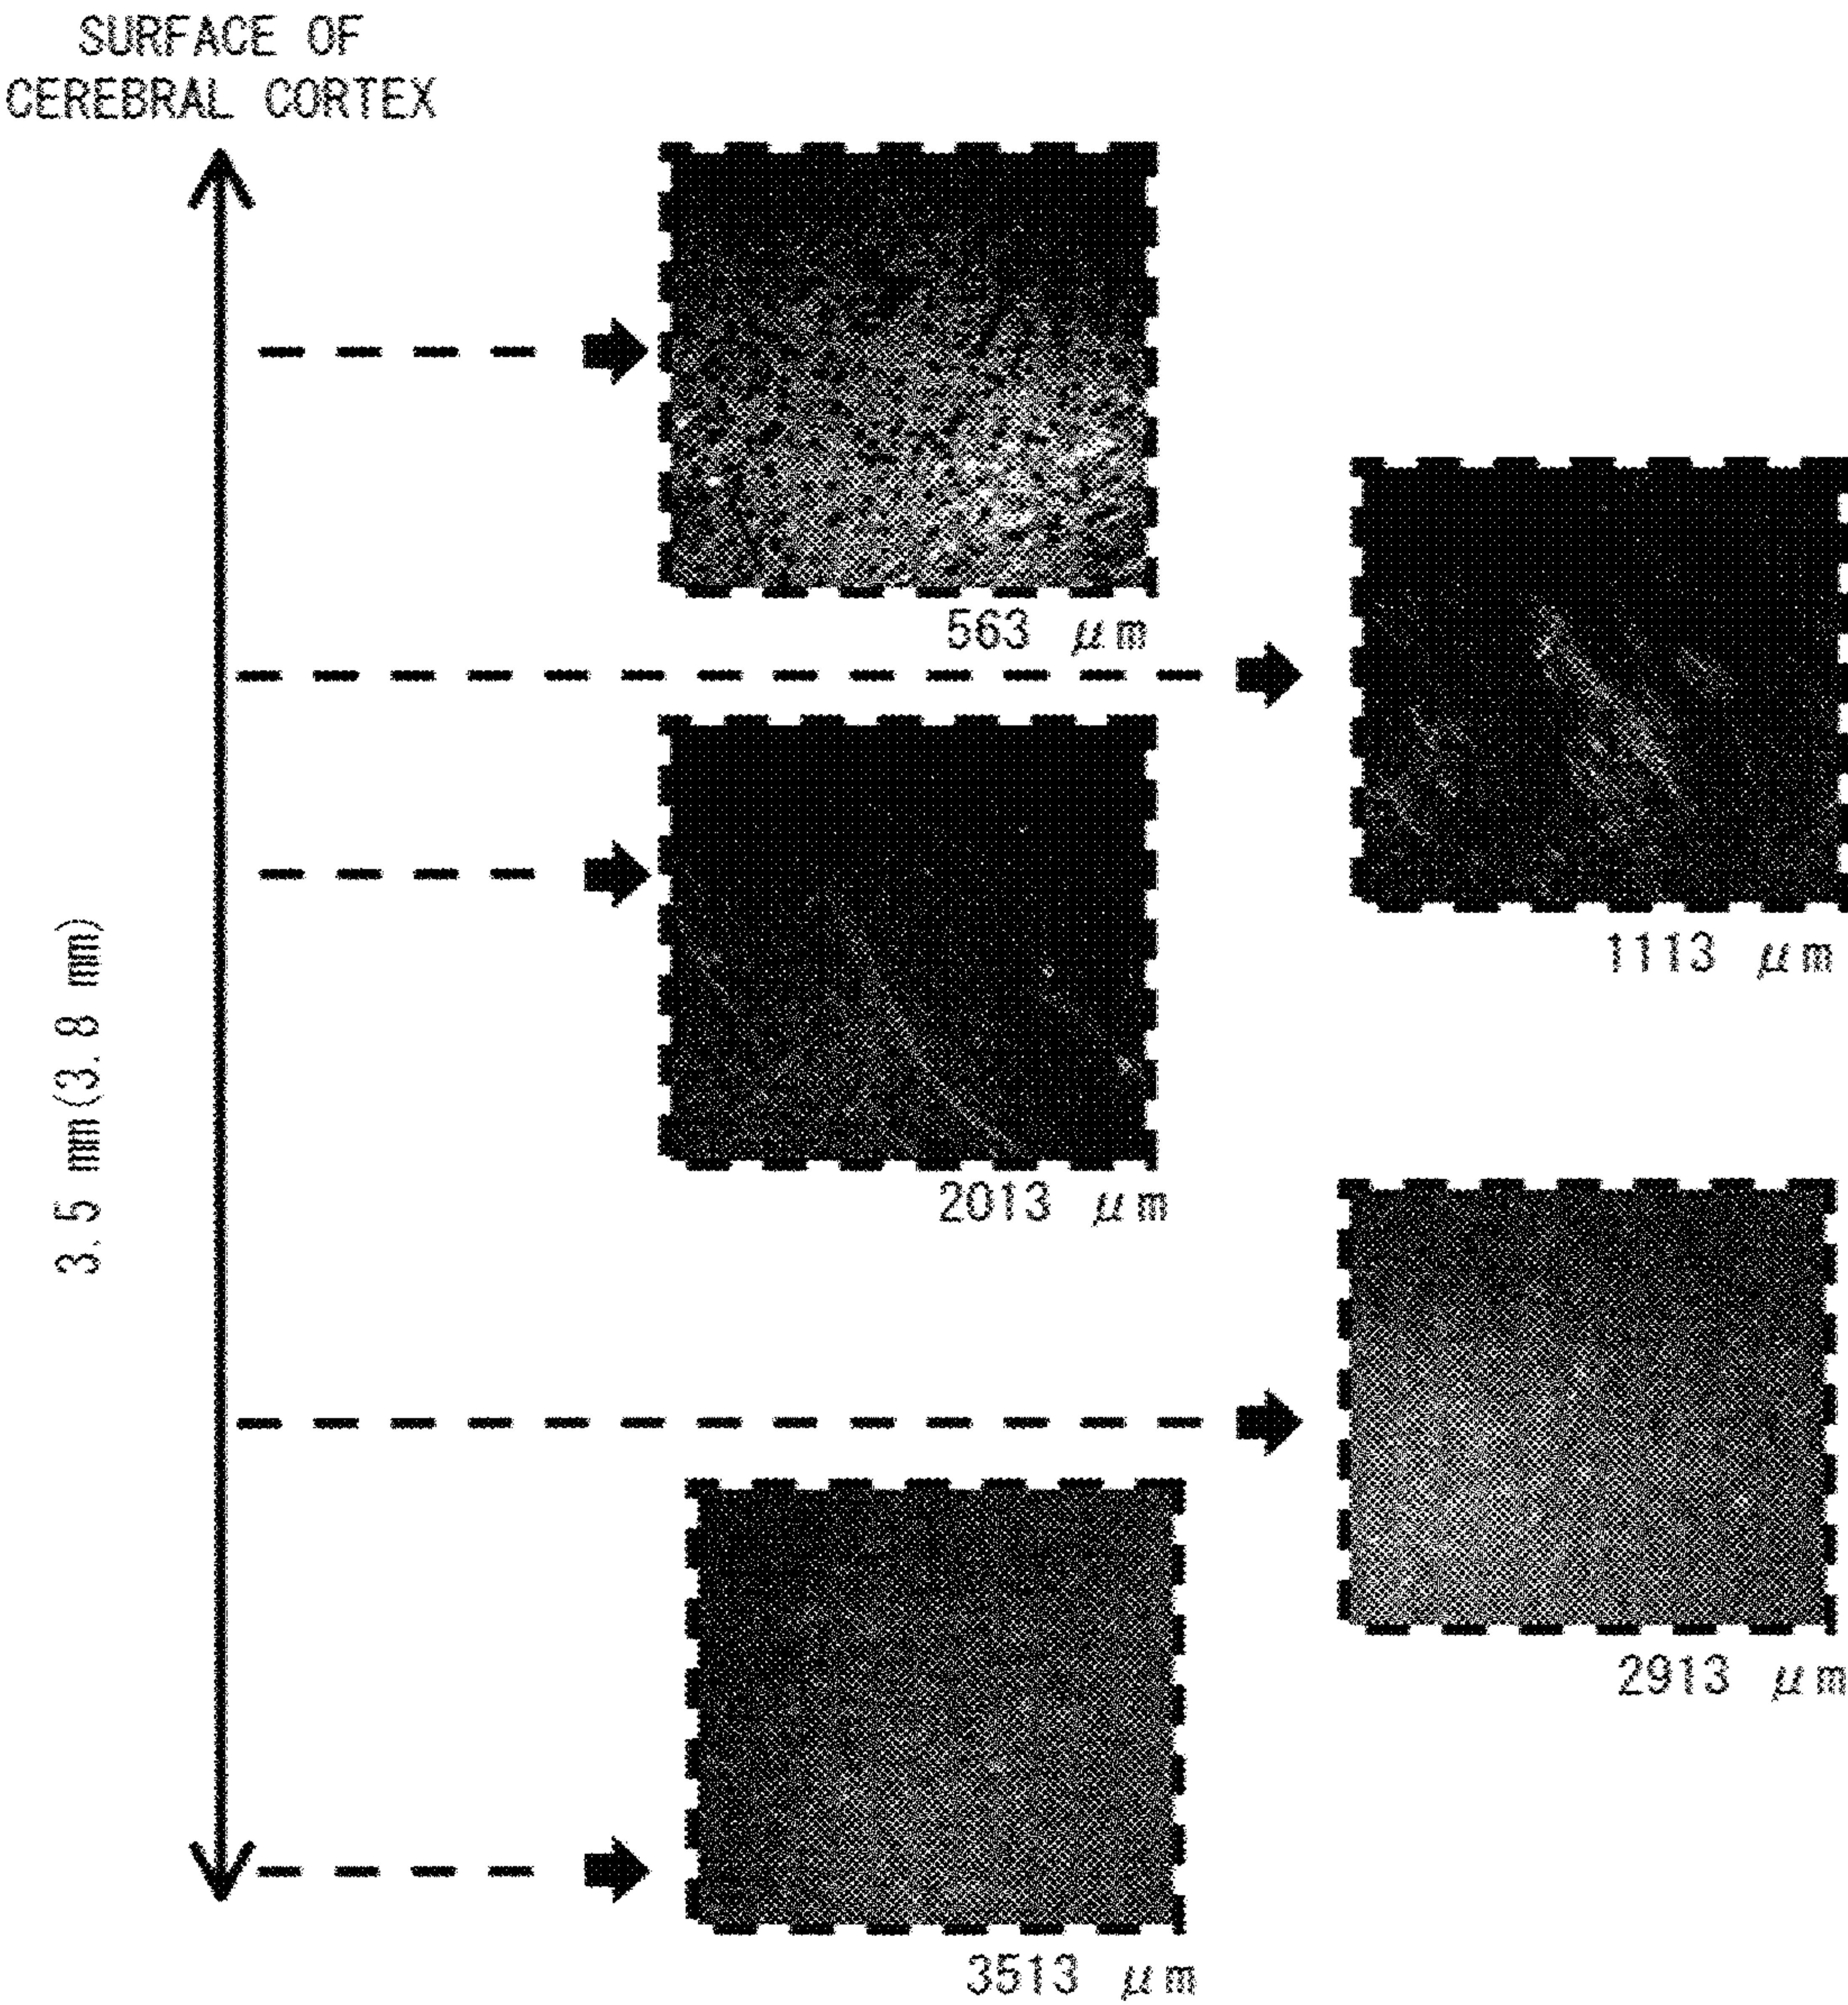 SURFACE OF
CEREBRAL CORTEX
563 μm
1113 μm
3.5 mm(3.8 mm)
2013 μm
2913 μm
3513 μm